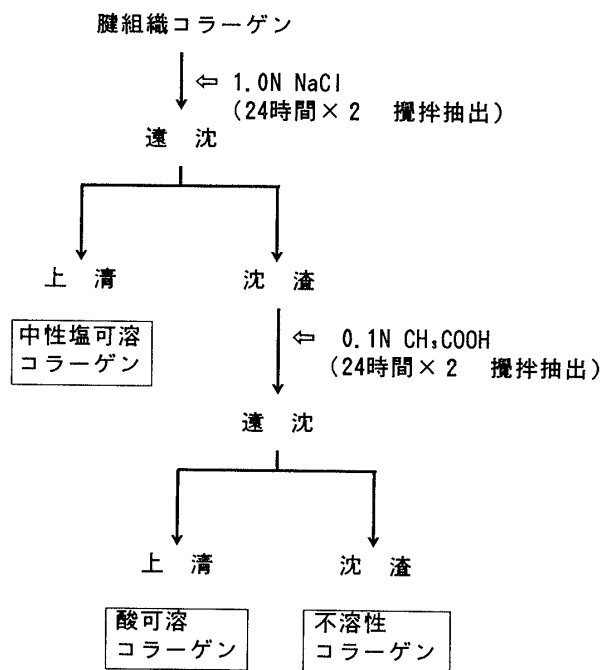 腱組織コラーゲン
⇦ 1.0N NaCl
(24時間×2 攪拌抽出)
遠 沈
上 清 沈 渣
中性塩可溶
コラーゲン
⇦ 0.1N CH₃COOH
(24時間×2 攪拌抽出)
遠 沈
上 清 沈 渣
酸可溶
コラーゲン
不溶性
コラーゲン